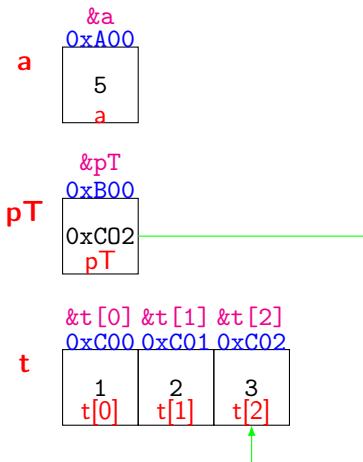 &a
0xA00
a
5
a
&pT
0xB00
pT
0xC02
pT
&t[0] &t[1] &t[2]
0xC00 0xC01 0xC02
t
1 2 3
t[0] t[1] t[2]